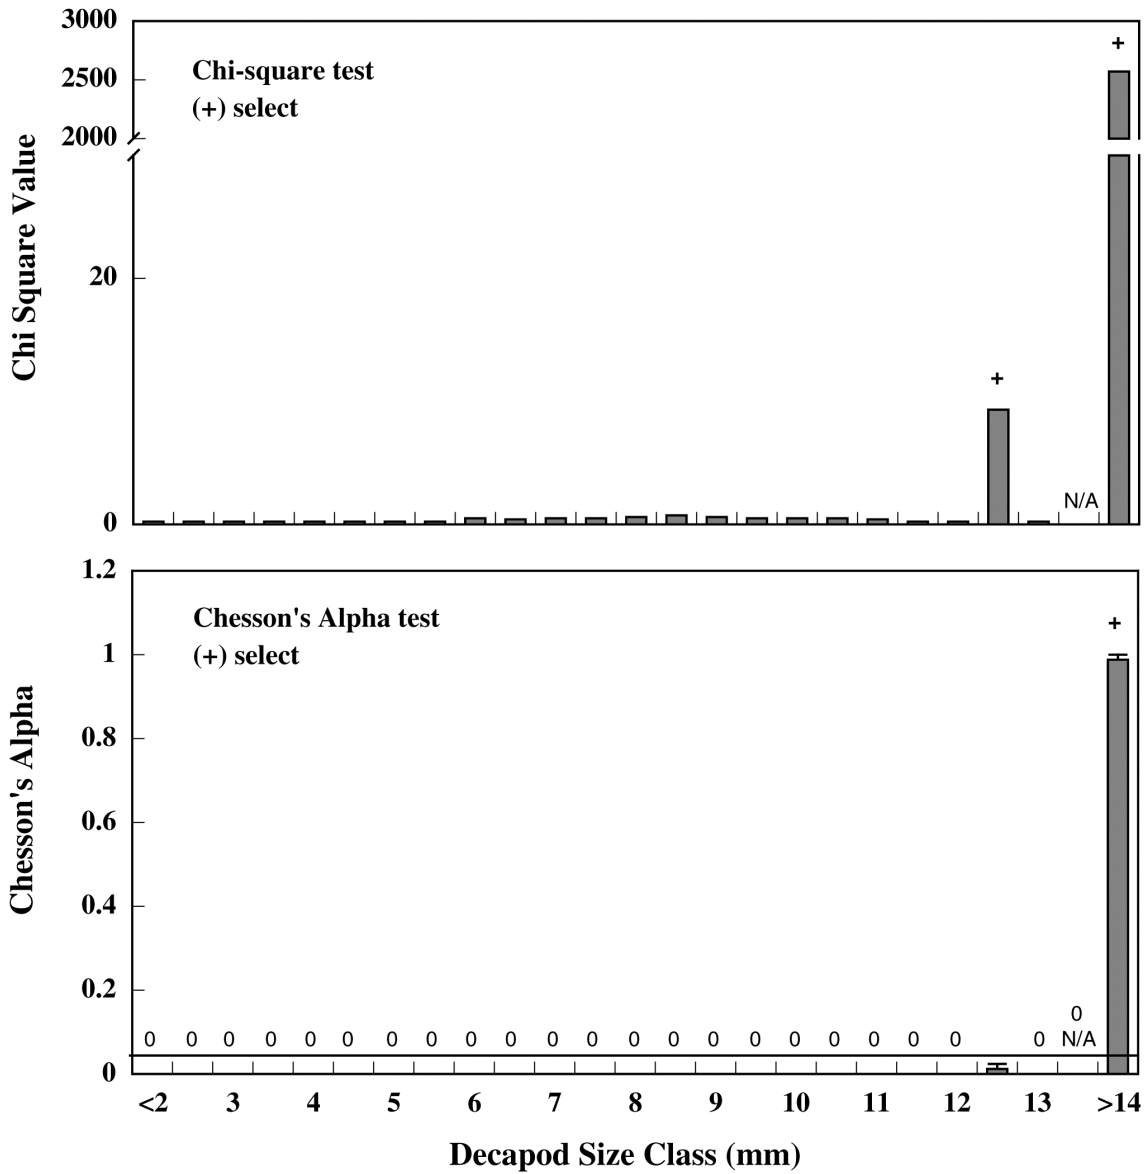 3000
2500
2000
20
0
Chi Square Value
Chi-square test
(+) select
+
+
N/A
1.2
1
0.8
0.6
0.4
0.2
0
Chesson's Alpha
Chesson's Alpha test
(+) select
+
0
0 0 0 0 0 0 0 0 0 0 0 0 0 0 0 0 0 0 0 0 0 0 N/A
<2 3 4 5 6 7 8 9 10 11 12 13 >14
Decapod Size Class (mm)